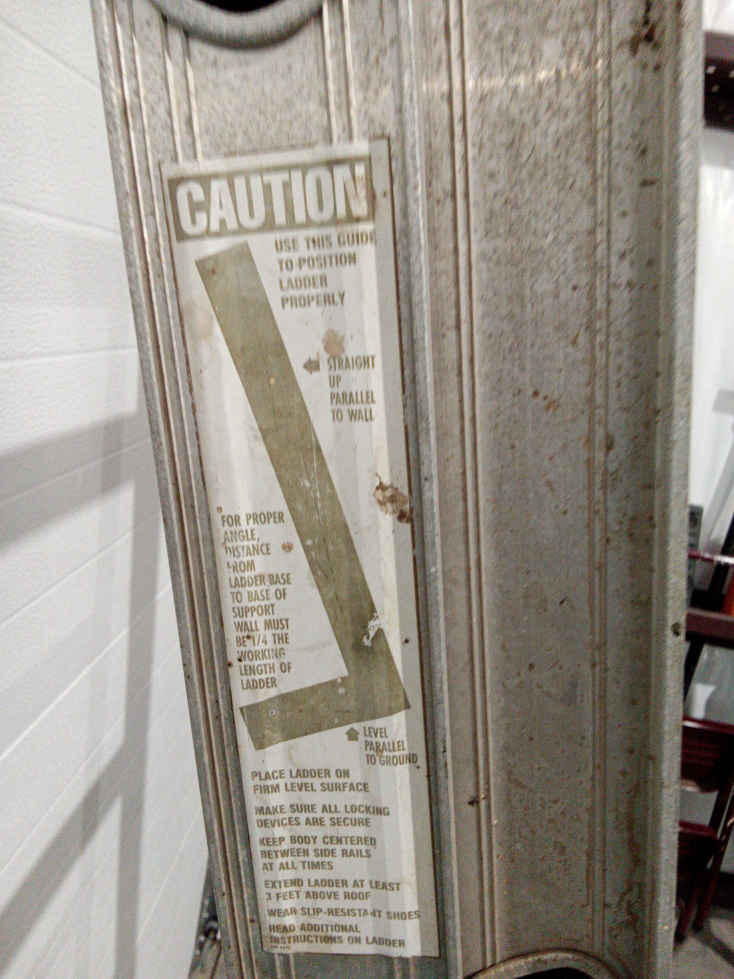 CAUTION
USE THIS GUIDE
TO POSITION
LADDER
PROPERLY
STRAIGHT
UP
PARALLEL
TO WALL
FOR PROPER
ANGLE,
DISTANCE
FROM
LADDER BASE
TO BASE OF
SUPPORT
WALL MUST
BE 1/4 THE
WORKING
LENGTH OF
LADDER
LEVEL
PARALLEL
TO GROUND
PLACE LADDER ON
FIRM LEVEL SURFACE
MAKE SURE ALL LOCKING
DEVICES ARE SECURE
KEEP BODY CENTERED
BETWEEN SIDE RAILS
AT ALL TIMES
EXTEND LADDER AT LEAST
3 FEET ABOVE ROOF
WEAR SLIP-RESISTANT SHOES
READ ADDITIONAL
INSTRUCTIONS ON LADDER